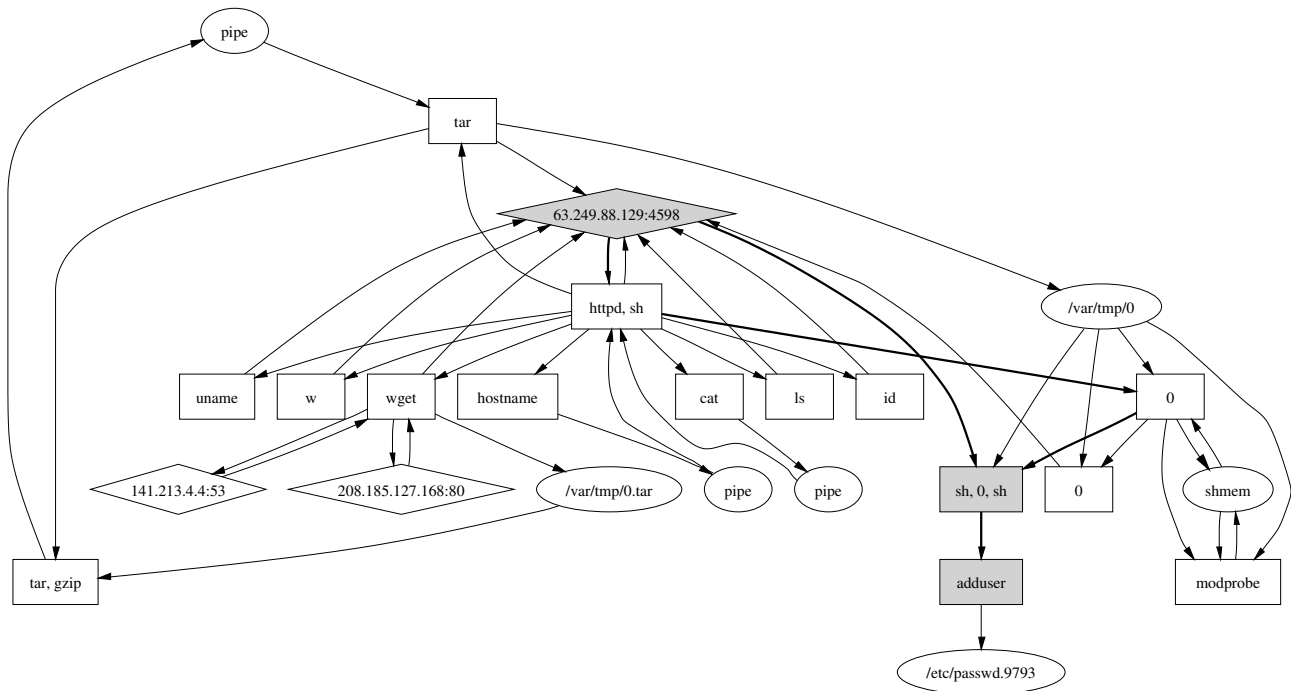 pipe
tar
63.249.88.129:4598
httpd, sh
/var/tmp/0
uname
w
wget
hostname
cat
ls
id
0
141.213.4.4:53
208.185.127.168:80
/var/tmp/0.tar
pipe
pipe
sh, 0, sh
0
shmem
tar, gzip
adduser
modprobe
/etc/passwd.9793